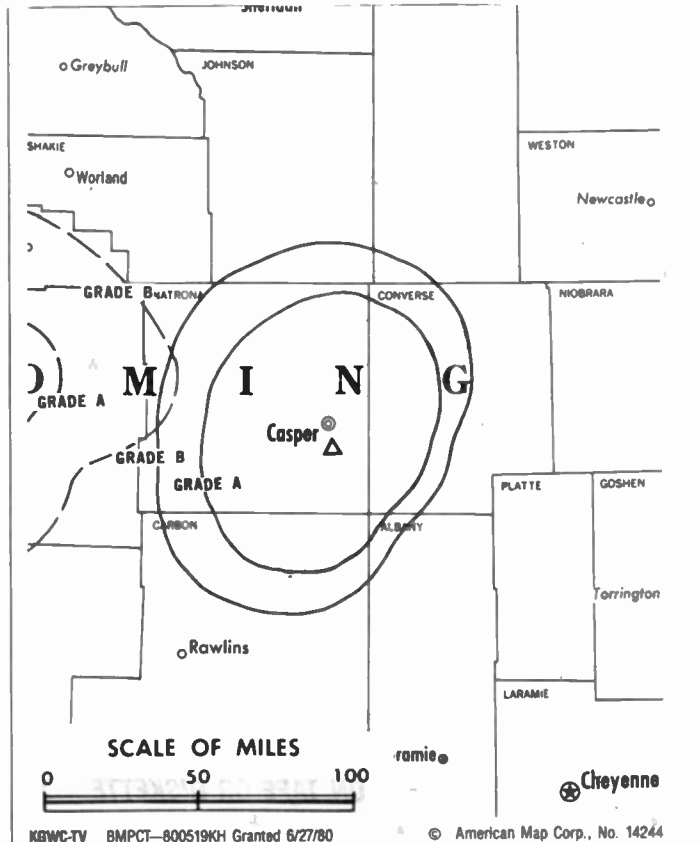 Sheridan
Greybull
JOHNSON
SHAKIE
WESTON
Worland
Newcastle
GRADE B
NATRONA
CONVERSE
NIOBRARA
O M I N G
GRADE A
Casper
GRADE B
GRADE A
PLATTE
GOSHEN
CARBON
ALBANY
Torrington
Rawlins
LARAMIE
SCALE OF MILES
ramie
0 50 100
Cheyenne
KGWC-TV BMPCT—800519KH Granted 6/27/80
© American Map Corp., No. 14244